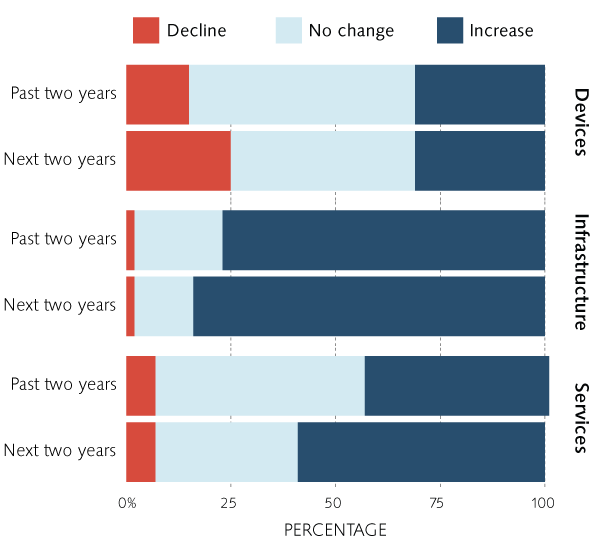 Decline
No change
Increase
Past two years
Next two years
Devices
Past two years
Next two years
Infrastructure
Past two years
Next two years
Services
0%
25
50
75
100
PERCENTAGE